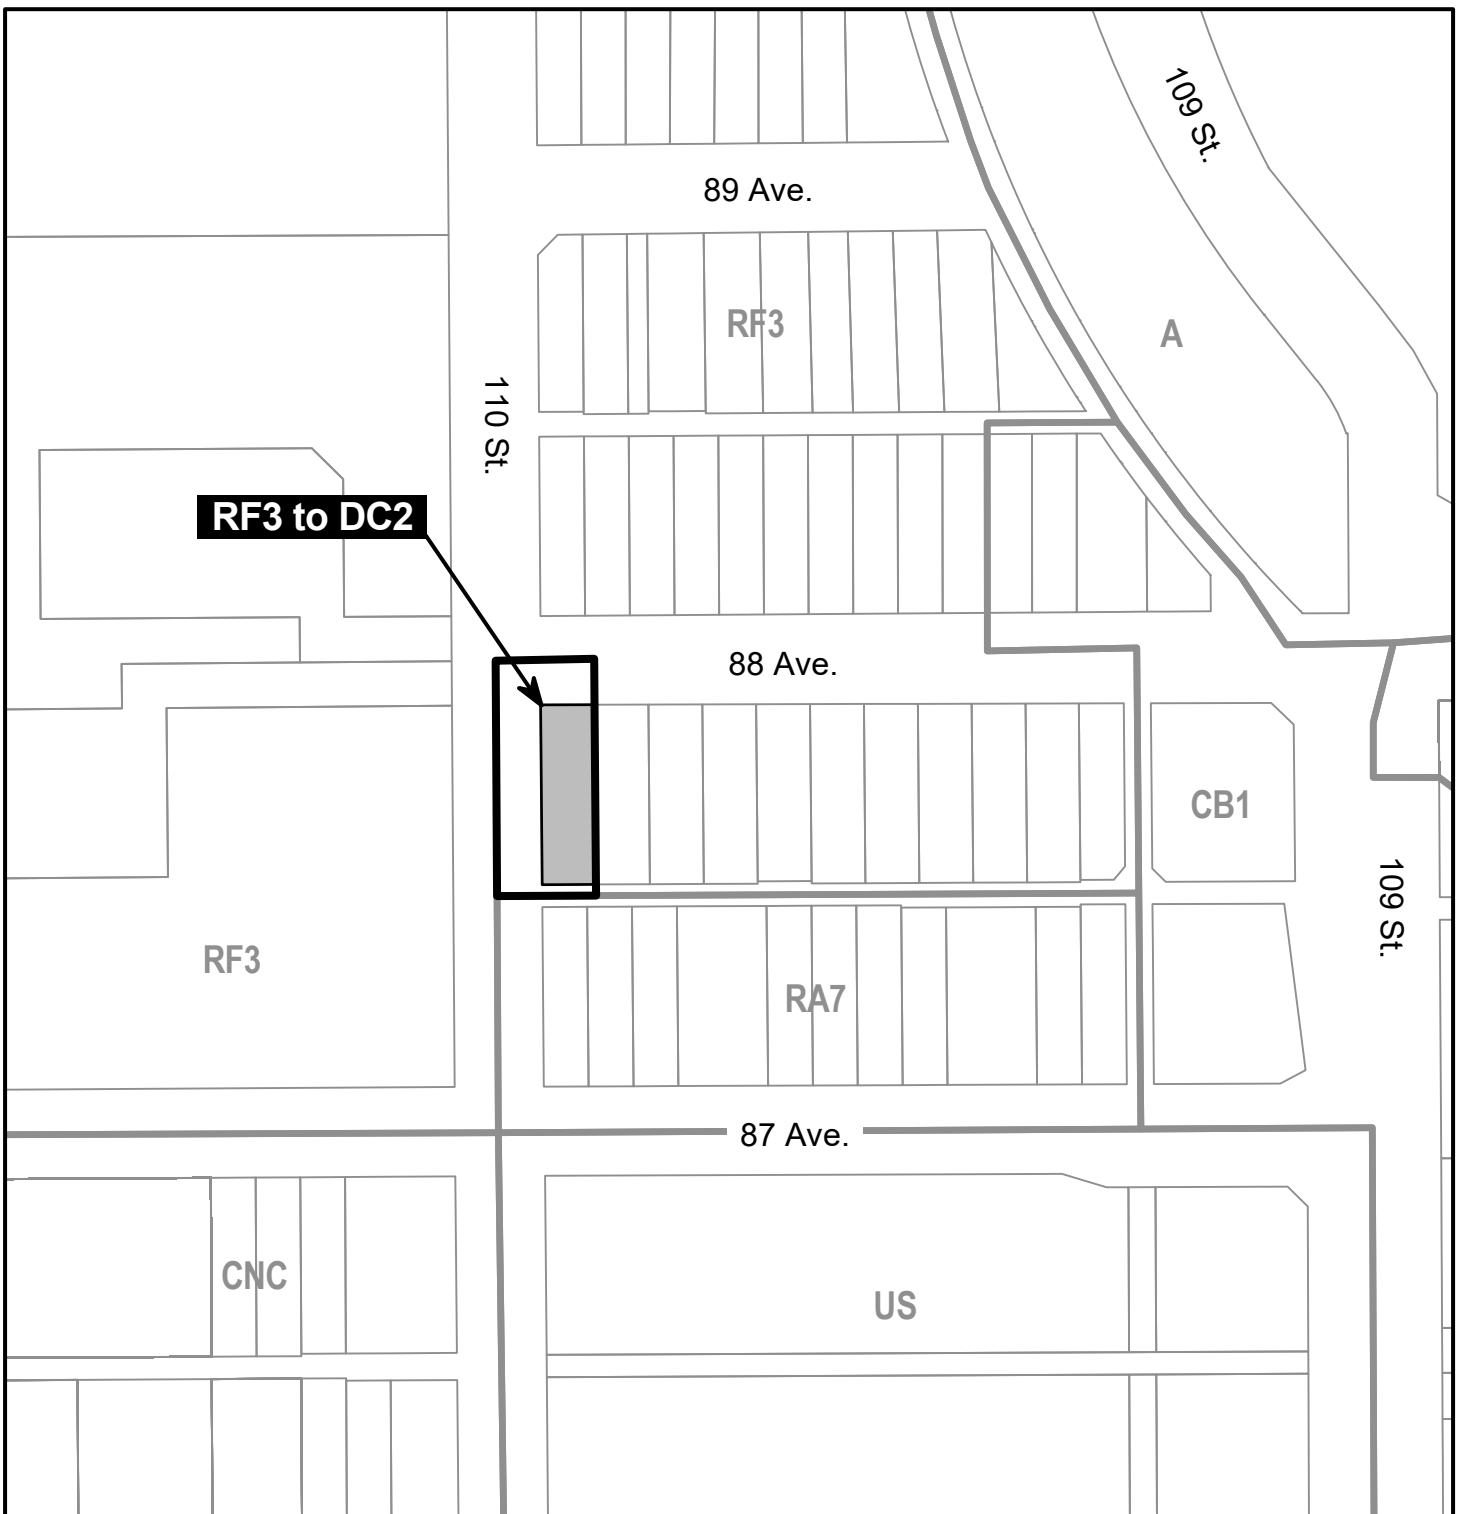 109 St.
89 Ave.
RF3
A
110 St.
RF3 to DC2
88 Ave.
CB1
109 St.
RF3
RA7
87 Ave.
CNC
US